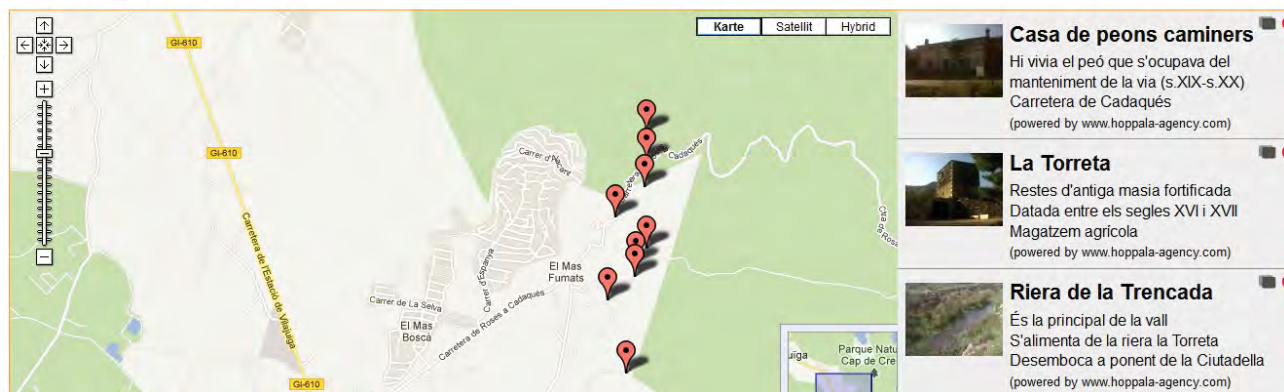 Karte
Satellit
Hybrid
GI-610
GI-610
GI-610
Carretera de l'Estació de Vilajuïga
Carrer d'Alacant
Cadaqués
Carrer d'Espanya
El Mas
Fumats
Carrer de La Selva
El Mas
Bosca
Carretera de Roses a Cadaqués
uïga
Parque Natu
Cap de Cre
Casa de peons caminers
Hi vivia el peó que s'ocupava del
manteniment de la via (s.XIX-s.XX)
Carretera de Cadaqués
(powered by www.hoppala-agency.com)
La Torreta
Restes d'antiga masia fortificada
Datada entre els segles XVI i XVII
Magatzem agrícola
(powered by www.hoppala-agency.com)
Riera de la Trencada
És la principal de la vall
S'alimenta de la riera la Torreta
Desemboca a ponent de la Ciutadella
(powered by www.hoppala-agency.com)